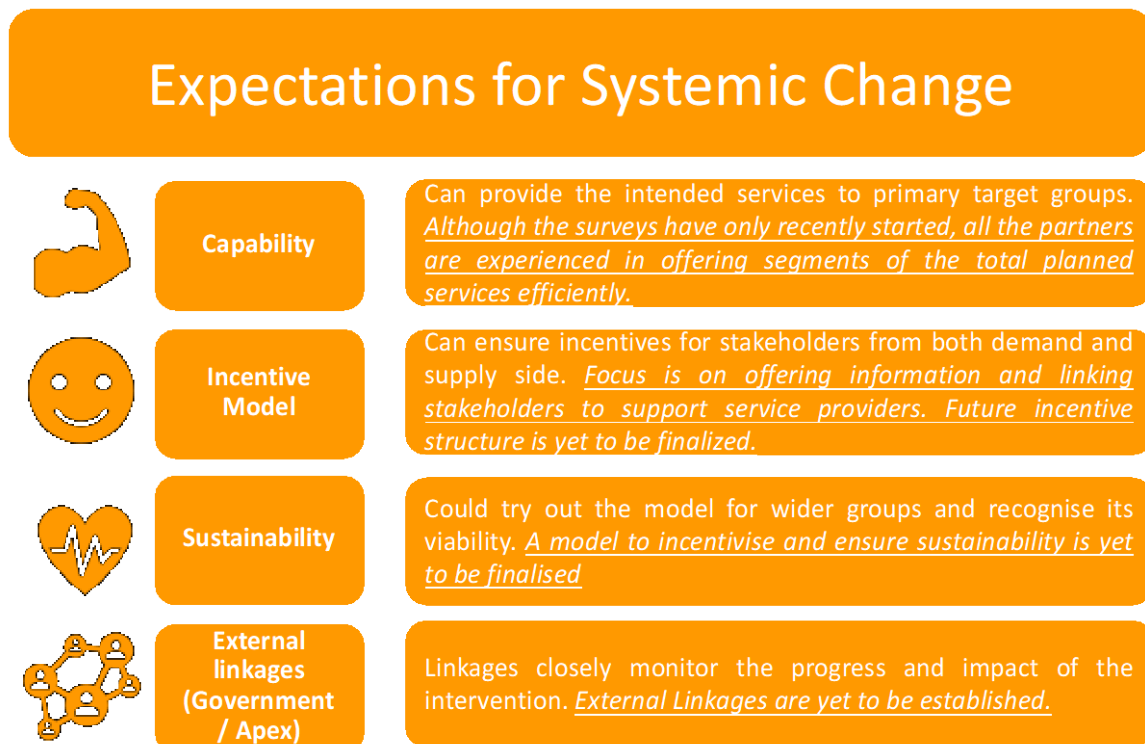 Expectations for Systemic Change
Capability
Can provide the intended services to primary target groups.
Although the surveys have only recently started, all the partners
are experienced in offering segments of the total planned
services efficiently.
Incentive
Model
Can ensure incentives for stakeholders from both demand and
supply side. Focus is on offering information and linking
stakeholders to support service providers. Future incentive
structure is yet to be finalized.
Sustainability
Could try out the model for wider groups and recognise its
viability. A model to incentivise and ensure sustainability is yet
to be finalised
External
linkages
(Government
/ Apex)
Linkages closely monitor the progress and impact of the
intervention. External Linkages are yet to be established.